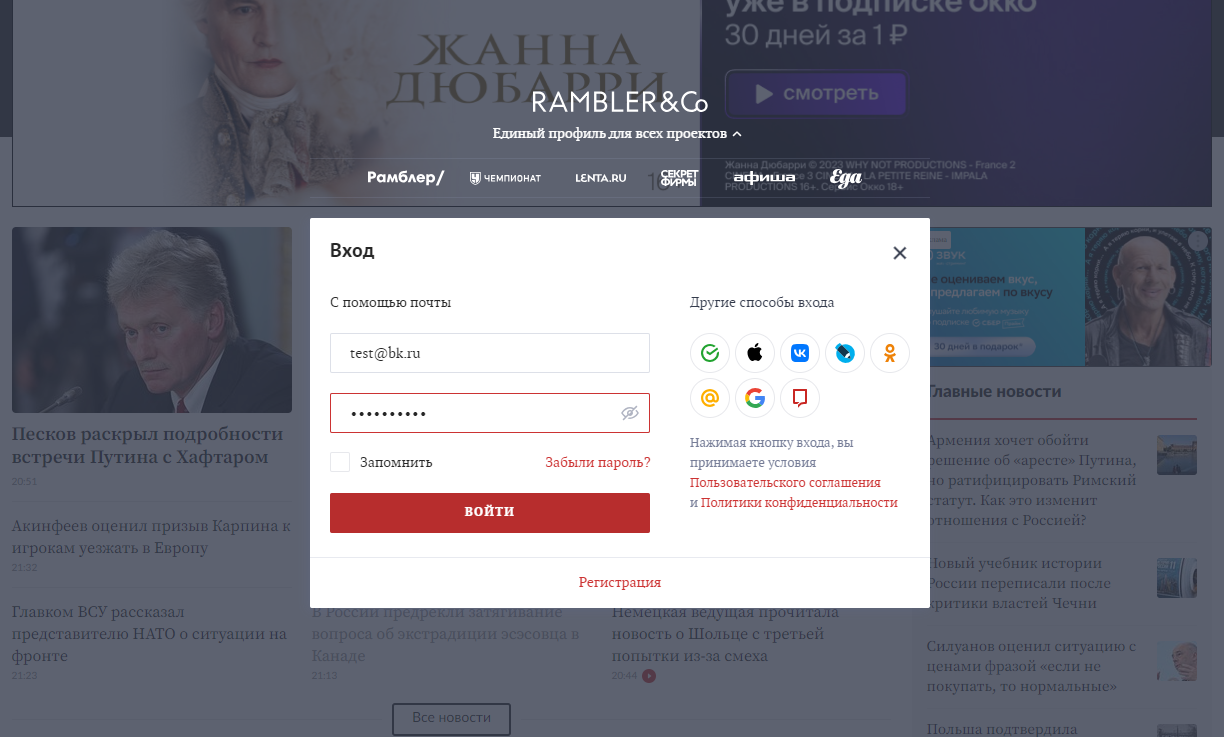 уже в подписке окко
30 дней за 1 ₽
ЖАННА
ДЮБАРРИ
смотреть
RAMBLER&Co
Единый профиль для всех проектов
Жанна Дюбарри © 2023 WHY NOT PRODUCTIONS - France 2
PRODUCTIONS 16+. Сервис Окко 18+
LA PETITE REINE - IMPALA
Рамблер/
ЧЕМПИОНАТ
LENTA.RU
СЕКРЕТ
ФИРМЫ
афиша
Еда
Вход
С помощью почты
Другие способы входа
test@bk.ru
••••••••••
Запомнить
Забыли пароль?
ВОЙТИ
Нажимая кнопку входа, вы
принимаете условия
Пользовательского соглашения
и Политики конфиденциальности
Регистрация
Песков раскрыл подробности
встречи Путина с Хафтаром
20:51
Акинфеев оценил призыв Карпина к
игрокам уезжать в Европу
21:32
Главком ВСУ рассказал
представителю НАТО о ситуации на
фронте
21:23
В России предрекли затягивание
вопроса об экстрадиции эсэсовца в
Канаде
21:13
Немецкая ведущая прочитала
новость о Шольце с третьей
попытки из-за смеха
20:44
Все новости
ЗВУК
оцениваем вкус,
предлагаем по вкусу
30 дней в подарок*
Главные новости
Армения хочет обойти
решение об «аресте» Путина,
но ратифицировать Римский
статут. Как это изменит
отношения с Россией?
Новый учебник истории
России переписали после
критики властей Чечни
Силуанов оценил ситуацию с
ценами фразой «если не
покупать, то нормальные»
Польша подтвердила